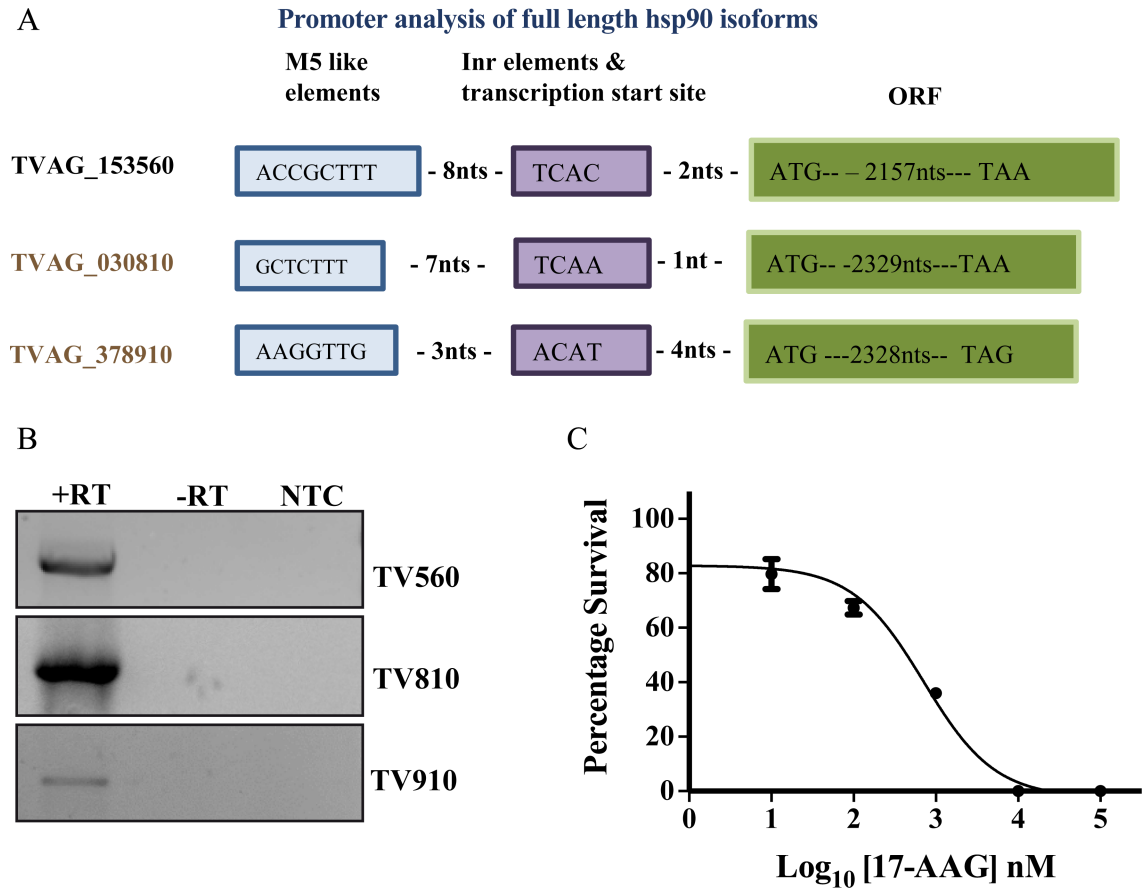 A
Promoter analysis of full length hsp90 isoforms
M5 like
elements
Inr elements &
transcription start site
ORF
TVAG_153560 ACCGCTTT - 8nts - TCAC - 2nts - ATG-- – 2157nts--- TAA
TVAG_030810 GCTCTTT - 7nts - TCAA - 1nt - ATG-- -2329nts---TAA
TVAG_378910 AAGGTTG - 3nts - ACAT - 4nts - ATG ---2328nts-- TAG
B
+RT -RT NTC
TV560
TV810
TV910
C
Percentage Survival
100
80
60
40
20
0
0 1 2 3 4 5
Log10 [17-AAG] nM